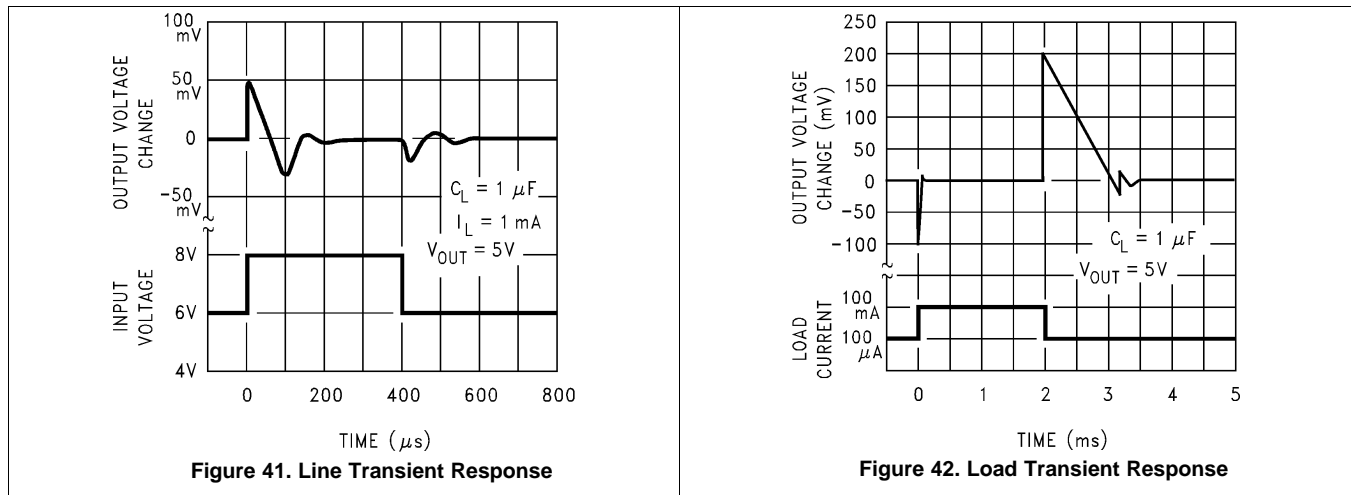 100
mV
50
mV
0
-50
mV
OUTPUT VOLTAGE
CHANGE
C_L = 1 μF
I_L = 1 mA
V_OUT = 5V
8V
6V
4V
INPUT
VOLTAGE
0 200 400 600 800
TIME (μs)
Figure 41. Line Transient Response
250
200
150
100
50
0
-50
-100
OUTPUT VOLTAGE
CHANGE (mV)
C_L = 1 μF
V_OUT = 5V
100
mA
100
μA
LOAD
CURRENT
0 1 2 3 4 5
TIME (ms)
Figure 42. Load Transient Response